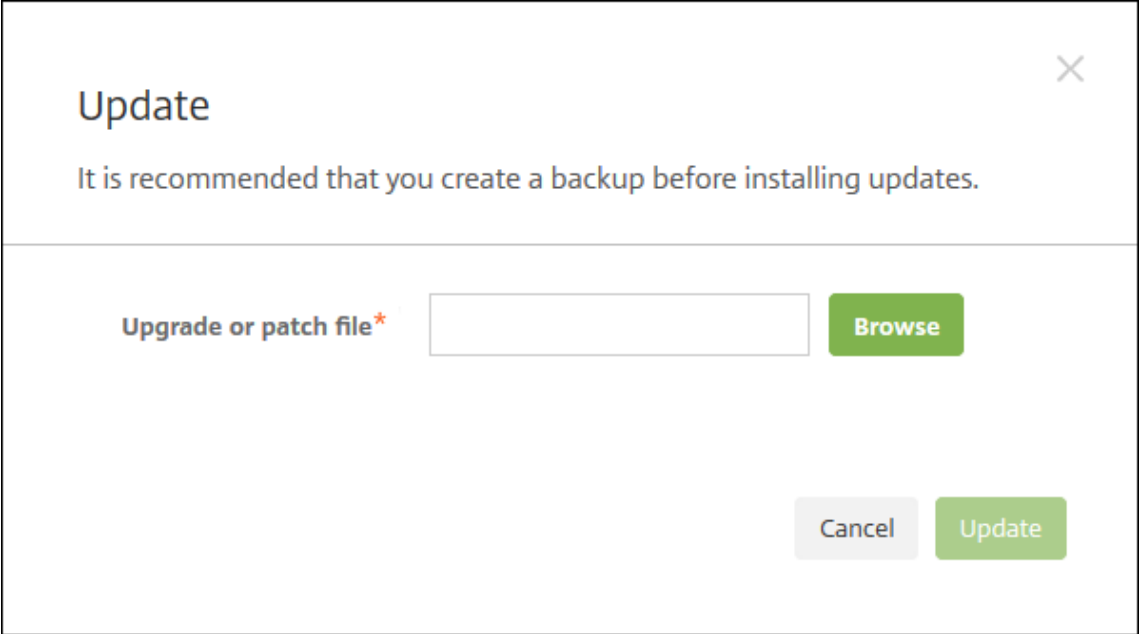 Update
It is recommended that you create a backup before installing updates.
Upgrade or patch file* Browse
Cancel Update